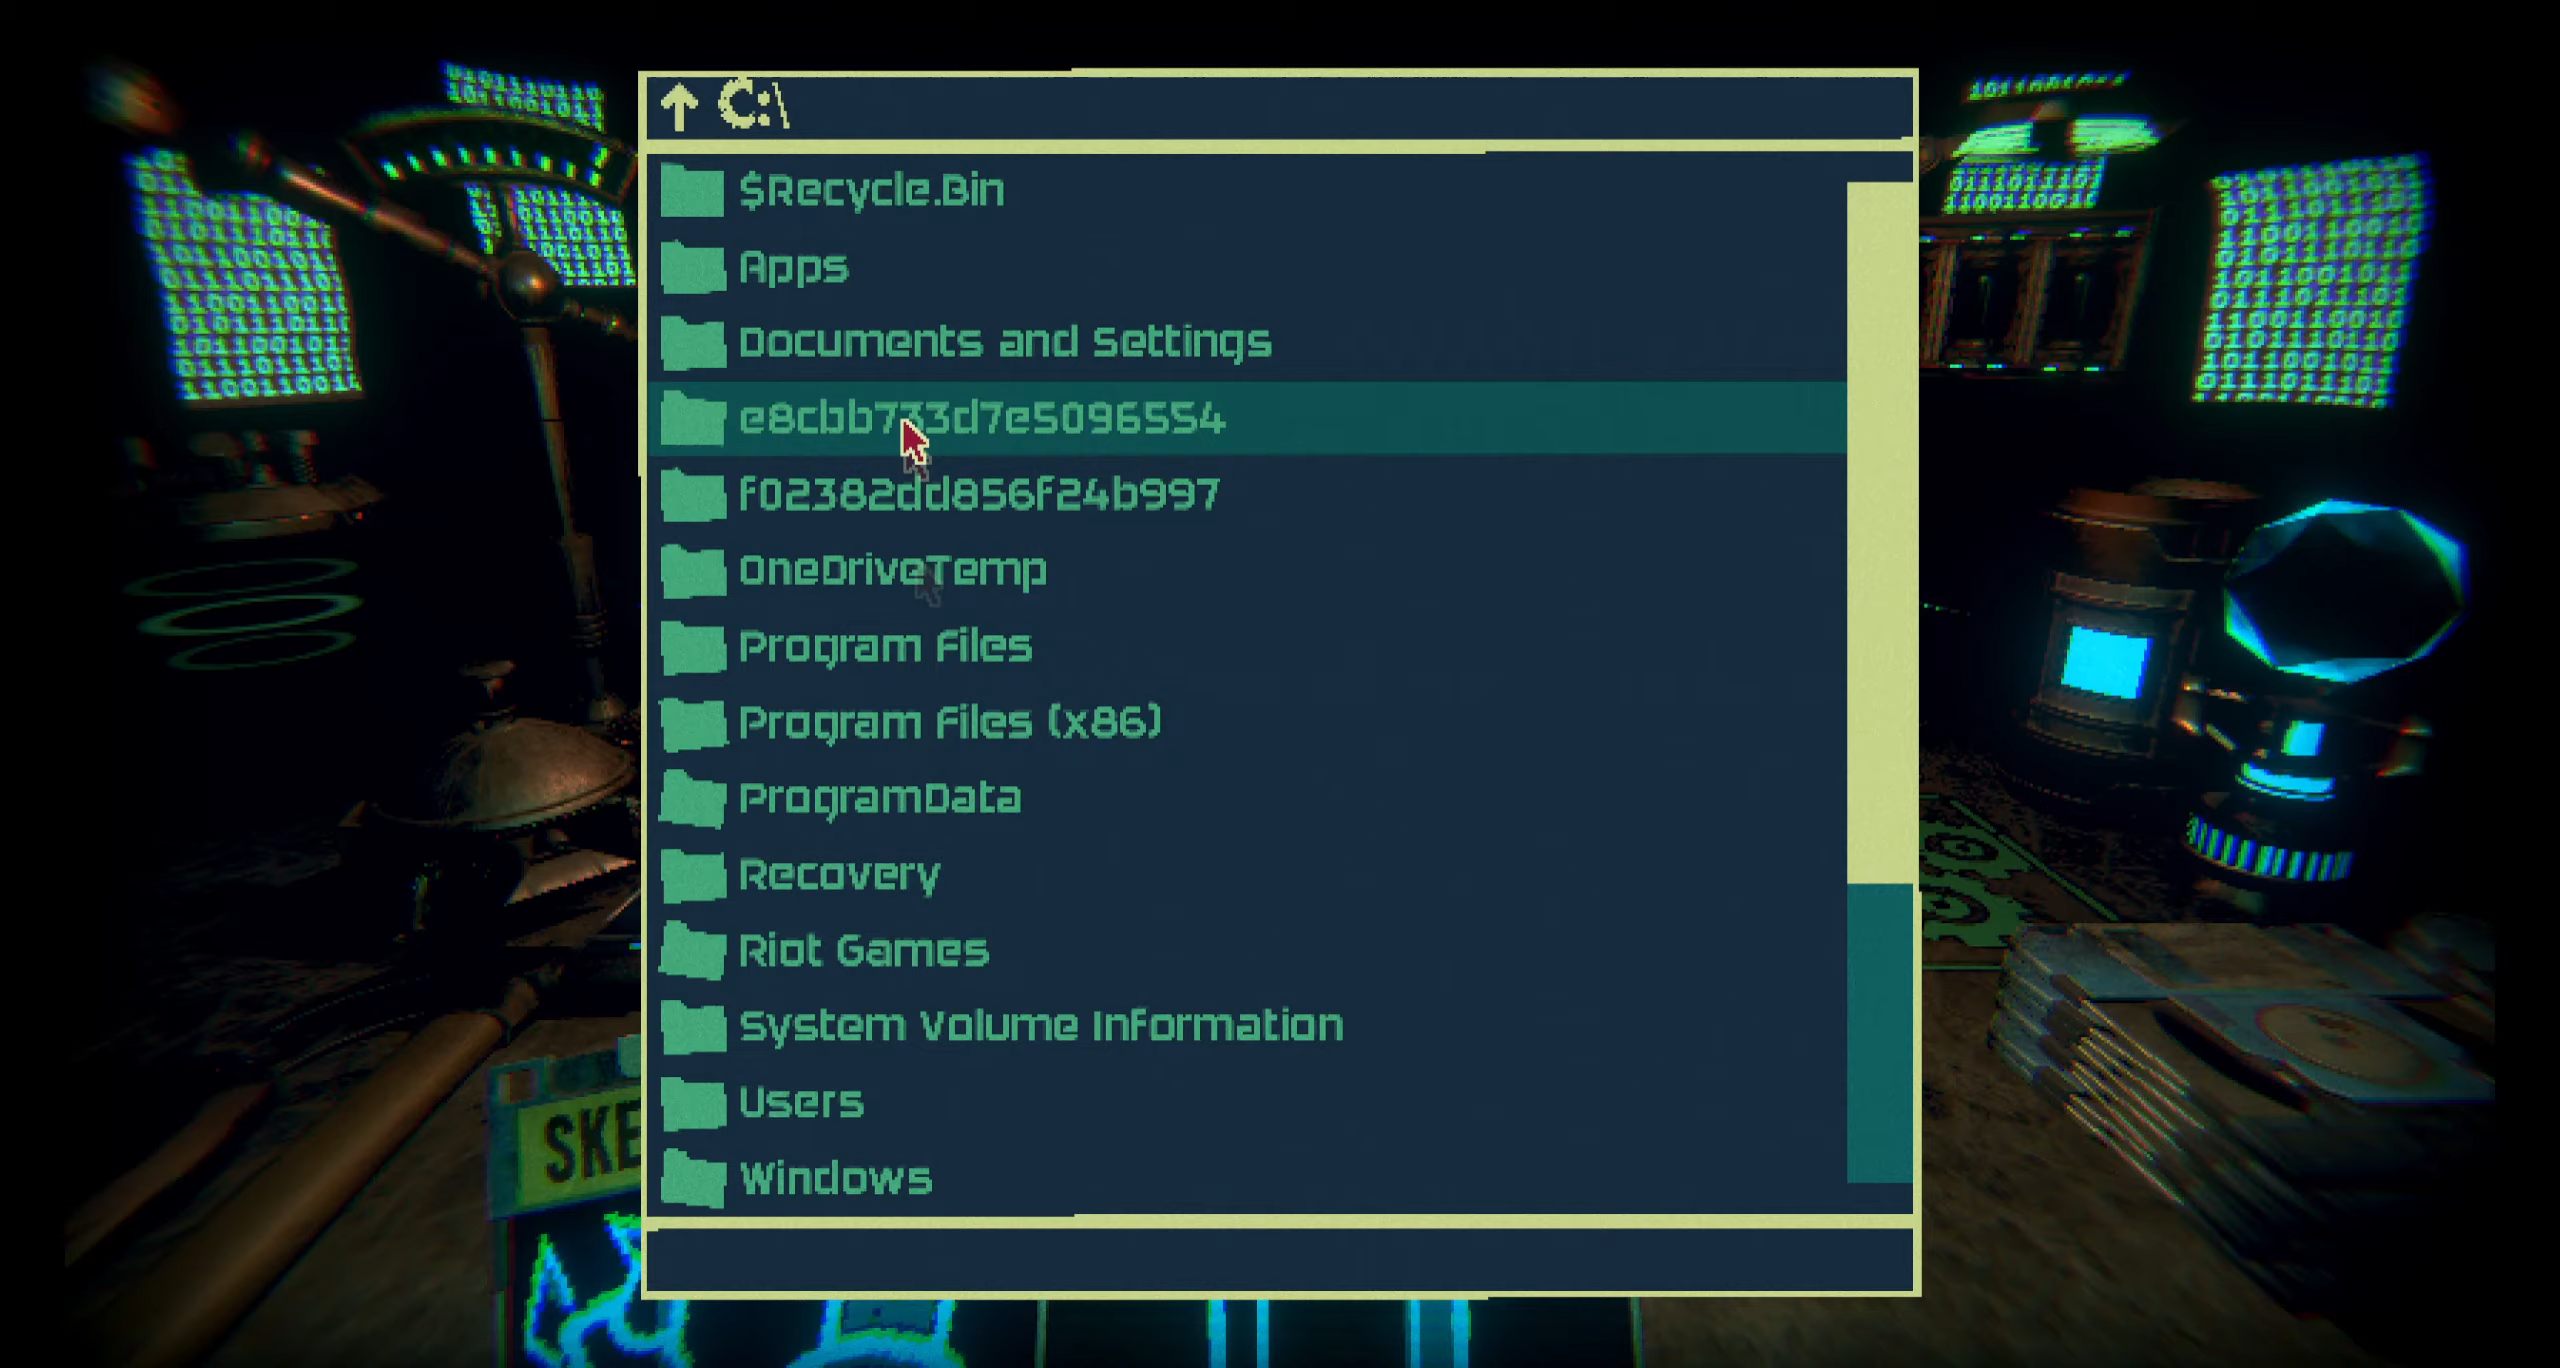 C:\
$Recycle.Bin
Apps
Documents and Settings
e8cbb733d7e5096554
f02382dd856f24b997
OneDriveTemp
Program Files
Program Files (x86)
ProgramData
Recovery
Riot Games
System Volume Information
Users
Windows
SKE